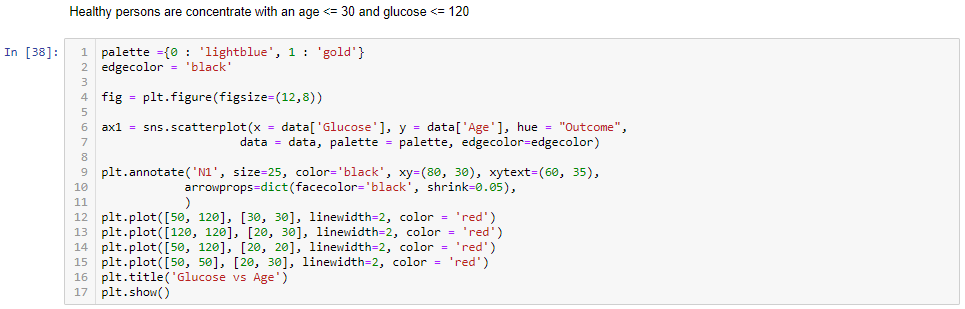 Healthy persons are concentrate with an age <= 30 and glucose <= 120
In [38]:
1 palette ={0 : 'lightblue', 1 : 'gold'}
2 edgecolor = 'black'
3
4 fig = plt.figure(figsize=(12,8))
5
6 ax1 = sns.scatterplot(x = data['Glucose'], y = data['Age'], hue = "Outcome",
7                    data = data, palette = palette, edgecolor=edgecolor)
8
9 plt.annotate('N1', size=25, color='black', xy=(80, 30), xytext=(60, 35),
10            arrowprops=dict(facecolor='black', shrink=0.05),
11            )
12 plt.plot([50, 120], [30, 30], linewidth=2, color = 'red')
13 plt.plot([120, 120], [20, 30], linewidth=2, color = 'red')
14 plt.plot([50, 120], [20, 20], linewidth=2, color = 'red')
15 plt.plot([50, 50], [20, 30], linewidth=2, color = 'red')
16 plt.title('Glucose vs Age')
17 plt.show()